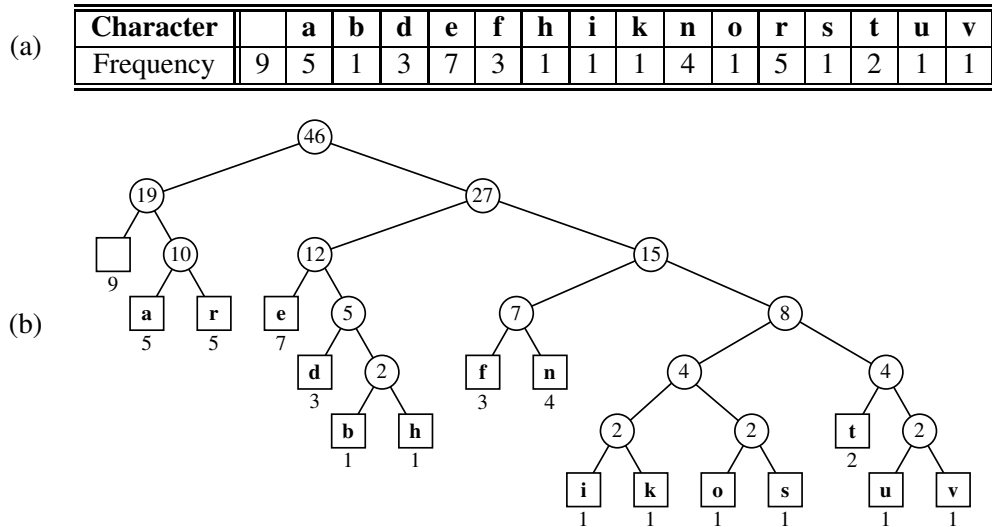 (a)
Character a b d e f h i k n o r s t u v
Frequency 9 5 1 3 7 3 1 1 1 4 1 5 1 2 1 1
46
19 27
10 12 15
9
a r e 5 7 8
5 5 7
(b)
d 2 f n 4 4
3 3 4
b h 2 2 t 2
1 1 2
i k o s u v
1 1 1 1 1 1